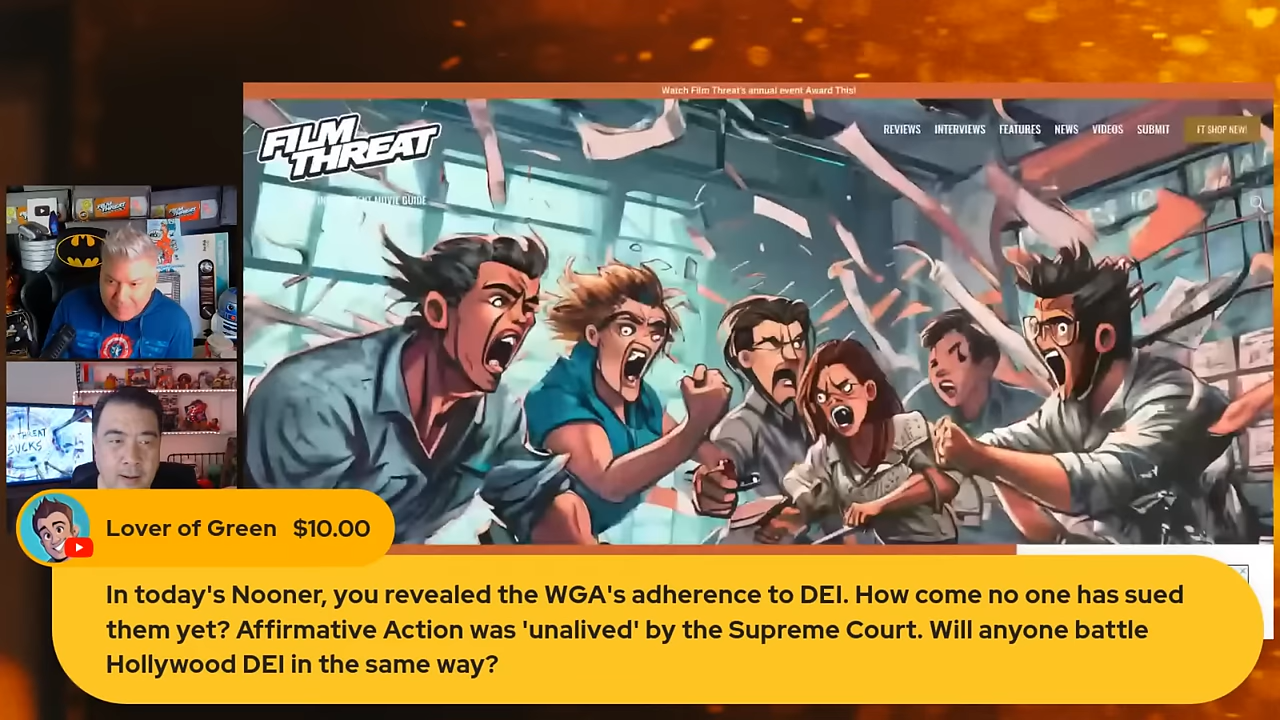 Watch Film Threat's annual event Award This!
FILM THREAT
REVIEWS INTERVIEWS FEATURES NEWS VIDEOS SUBMIT FT SHOP NEW!
MOVIE GUIDE
SUCKS
Lover of Green $10.00
In today's Nooner, you revealed the WGA's adherence to DEI. How come no one has sued
them yet? Affirmative Action was 'unalived' by the Supreme Court. Will anyone battle
Hollywood DEI in the same way?